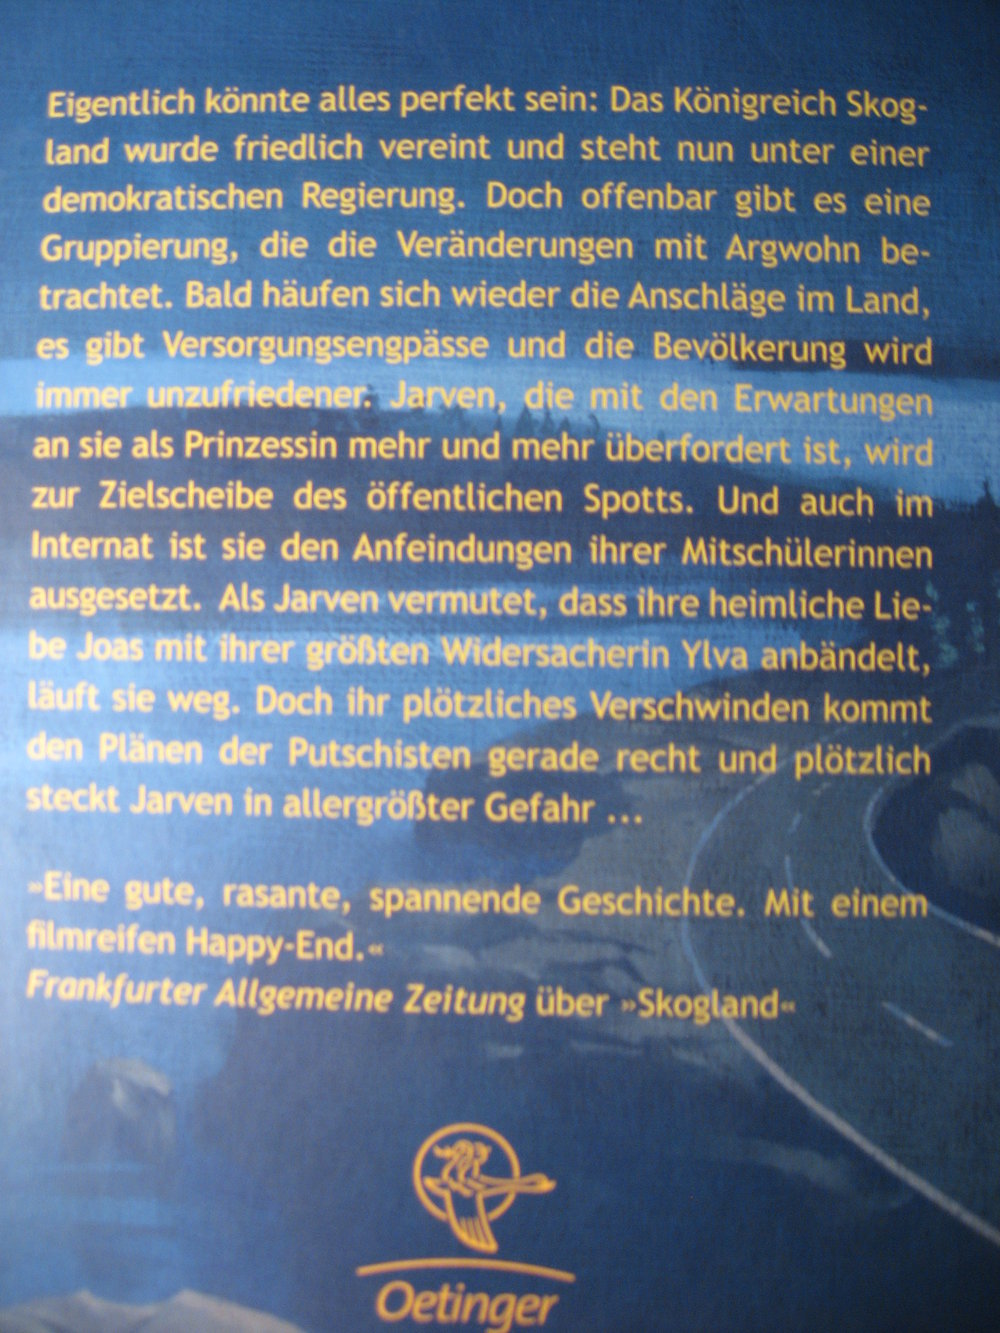 Eigentlich könnte alles perfekt sein: Das Königreich Skog-
land wurde friedlich vereint und steht nun unter einer
demokratischen Regierung. Doch offenbar gibt es eine
Gruppierung, die die Veränderungen mit Argwohn be-
trachtet. Bald häufen sich wieder die Anschläge im Land,
es gibt Versorgungsengpässe und die Bevölkerung wird
immer unzufriedener. Jarven, die mit den Erwartungen
an sie als Prinzessin mehr und mehr überfordert ist, wird
zur Zielscheibe des öffentlichen Spotts. Und auch im
Internat ist sie den Anfeindungen ihrer Mitschülerinnen
ausgesetzt. Als Jarven vermutet, dass ihre heimliche Lie-
be Joas mit ihrer größten Widersacherin Ylva anbändelt,
läuft sie weg. Doch ihr plötzliches Verschwinden kommt
den Plänen der Putschisten gerade recht und plötzlich
steckt Jarven in allergrößter Gefahr ...
»Eine gute, rasante, spannende Geschichte. Mit einem
filmreifen Happy-End.«
Frankfurter Allgemeine Zeitung über »Skogland«
Oetinger